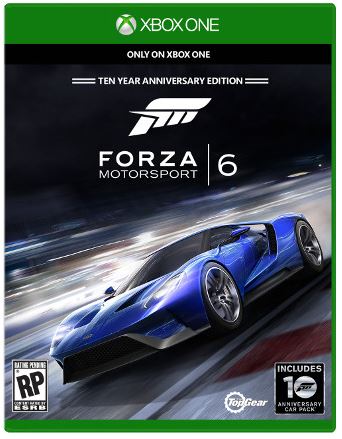 XBOX ONE
ONLY ON XBOX ONE
TEN YEAR ANNIVERSARY EDITION
FORZA
MOTORSPORT
6
RATING PENDING
RP
CONTENT RATED BY
ESRB
TopGear
INCLUDES
10
ANNIVERSARY
CAR PACK